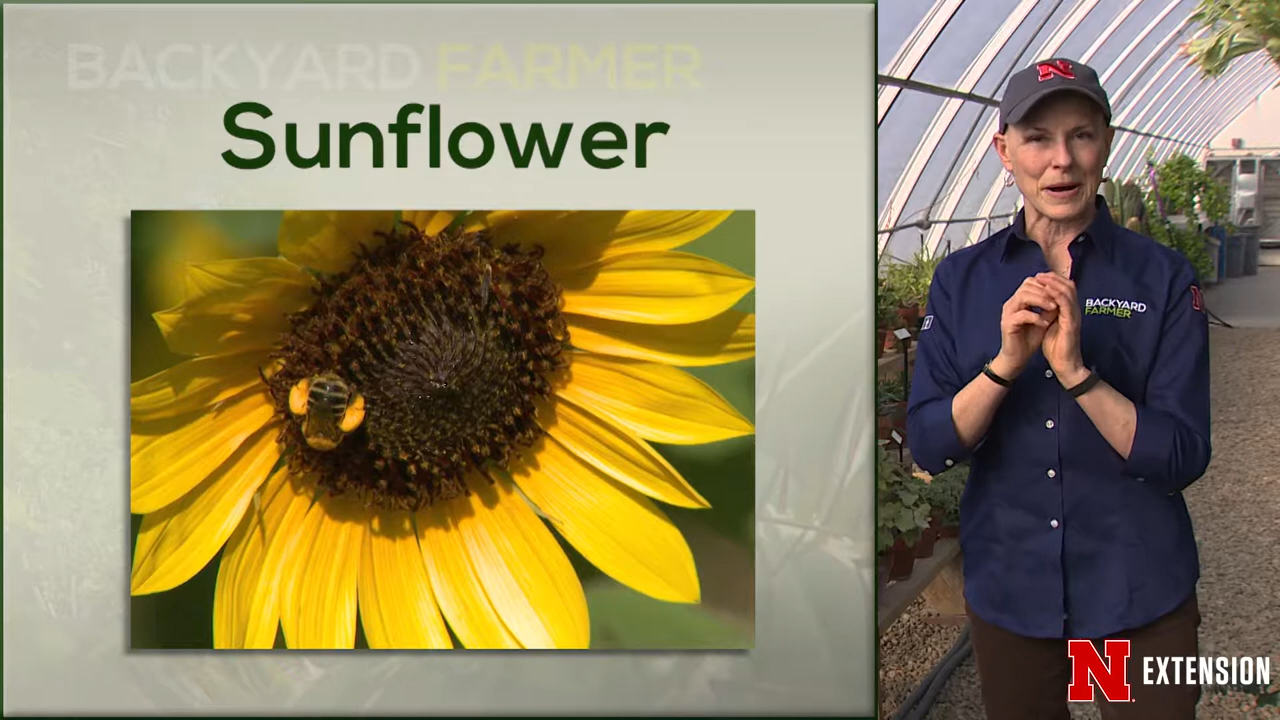 BACKYARD FARMER
Sunflower
N
BACKYARD
FARMER
N
N EXTENSION